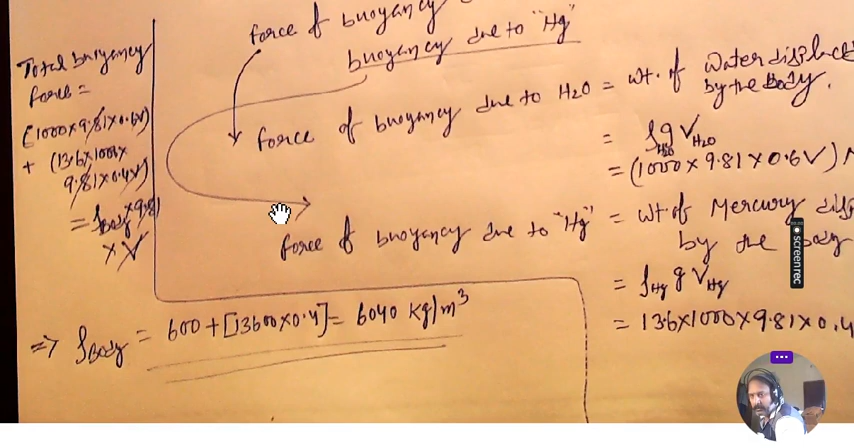 force of buoyancy
buoyancy due to "Hg"
Total buoyancy
force =
(1000 x 9.81 x 0.6V)
+ (13.6 x 1000 x
9.81 x 0.4V)
= ρBody x 9.81
x V
force of buoyancy due to H2O = wt. of water displace
by the Body.
= ρH2O g VH2O
= (1000 x 9.81 x 0.6V) N
force of buoyancy due to "Hg" = wt. of Mercury disp
by the Body
= ρHg g VHg
= 13.6 x 1000 x 9.81 x 0.4
=> ρBody = 600 + [13600 x 0.4] = 6040 kg/m³
screenrec